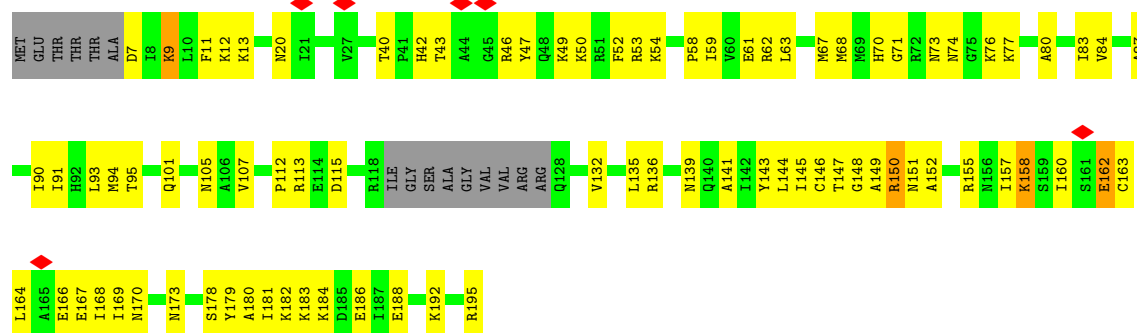 MET GLU THR THR THR ALA D7 I8 K9 L10 F11 K12 K13 N20 I21 V27 T40 P41 H42 T43 A44 G45 R46 Y47 Q48 K49 K50 R51 F52 R53 K54 P58 I59 V60 E61 R62 L63 M67 M68 M69 H70 G71 R72 N73 N74 G75 K76 K77 A80 I83 V84
I90 I91 H92 L93 M94 T95 Q101 N105 A106 V107 P112 R113 E114 D115 R118 ILE GLY SER ALA GLY VAL VAL ARG ARG Q128 V132 L135 R136 N139 Q140 A141 I142 Y143 L144 I145 C146 T147 G148 A149 R150 N151 A152 R155 N156 I157 K158 S159 I160 S161 E162 C163
L164 A165 E166 E167 I168 I169 N170 N173 S178 Y179 A180 I181 K182 K183 K184 D185 E186 I187 E188 K192 R195